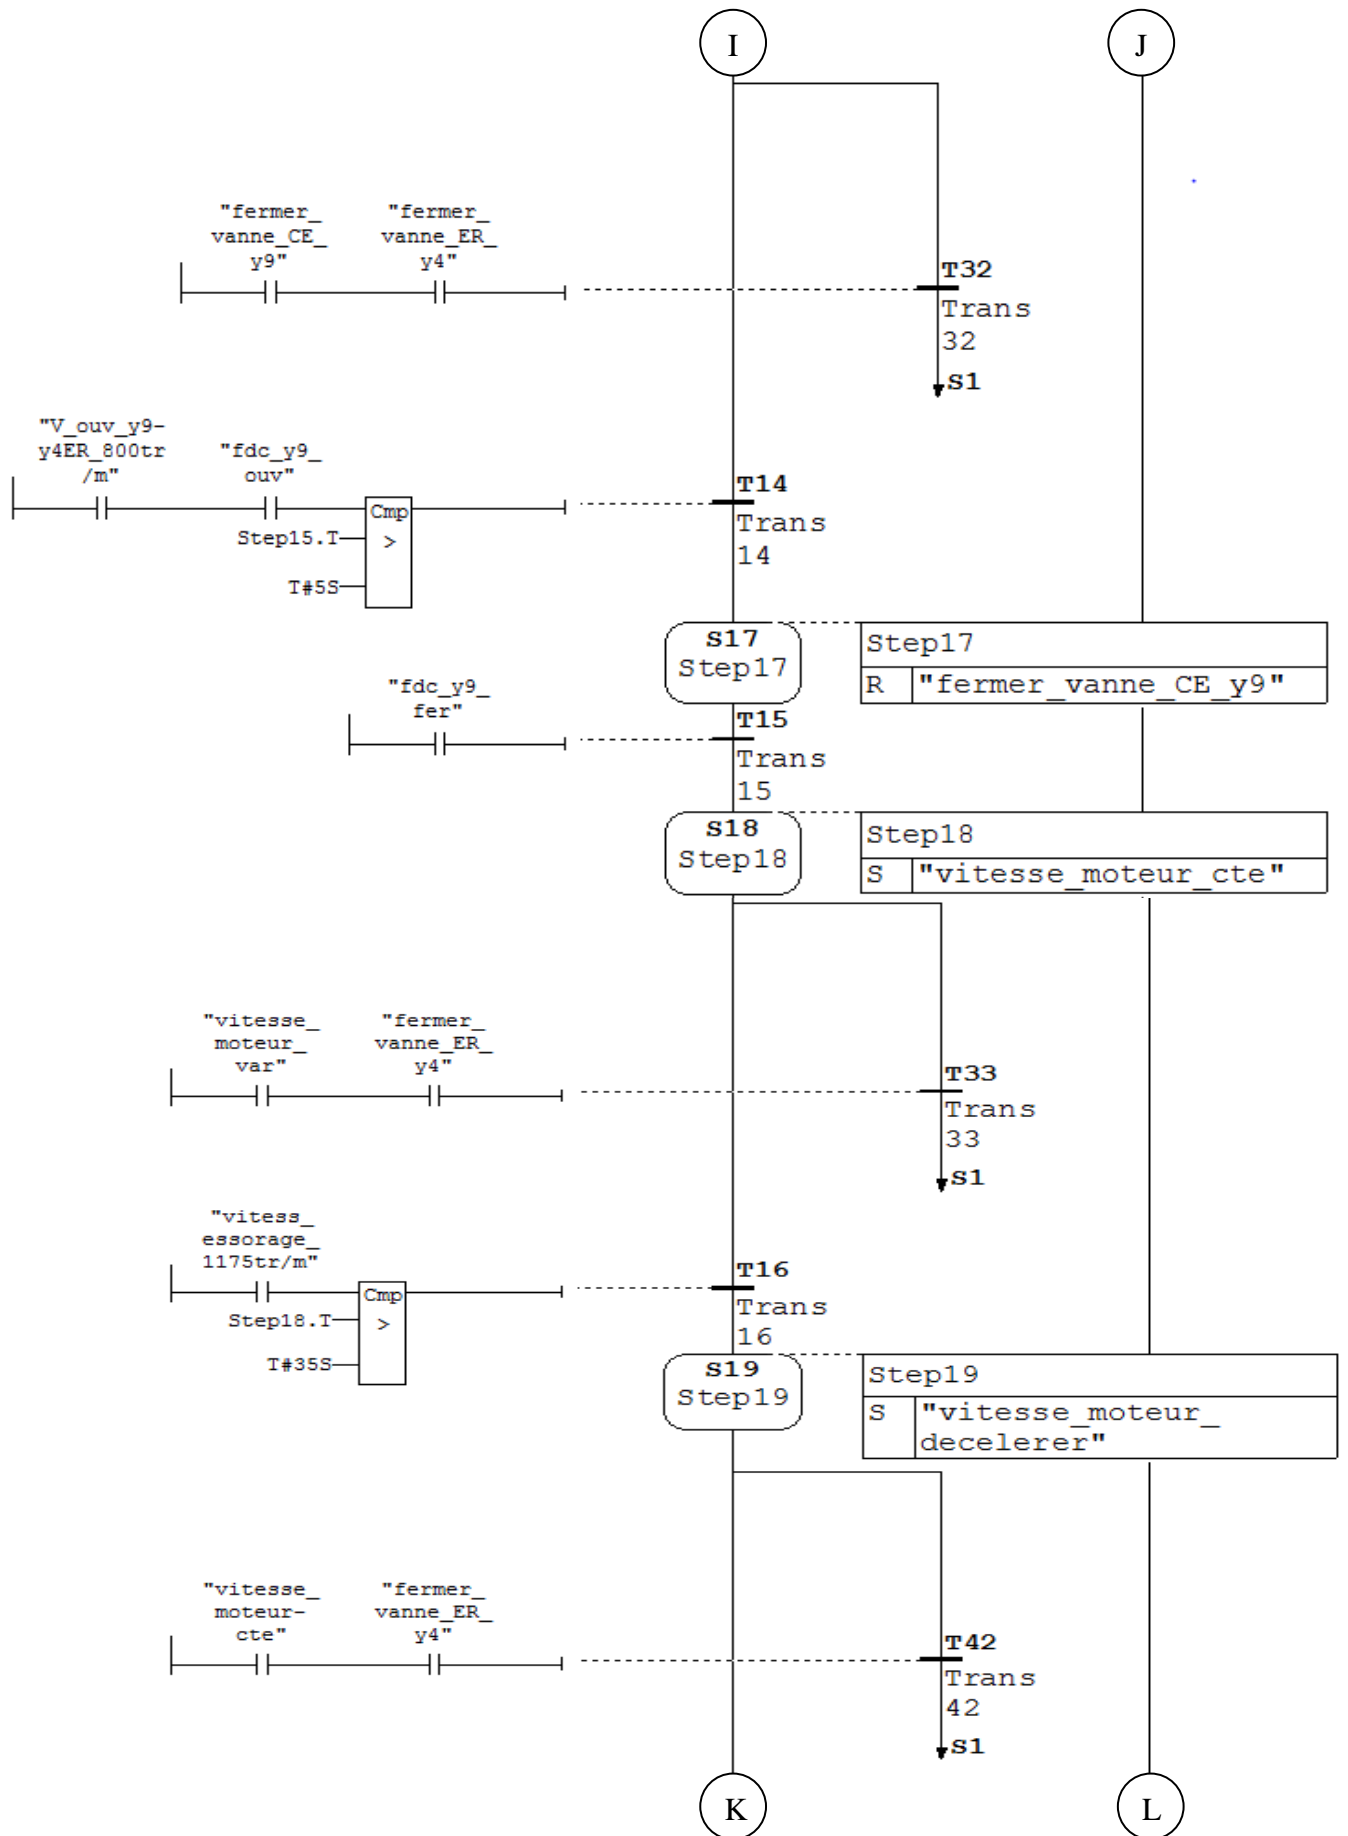 I
J
"fermer_
vanne_CE_
y9"
"fermer_
vanne_ER_
y4"
T32
Trans
32
S1
"V_ouv_y9-
y4ER_800tr
/m"
"fdc_y9_
ouv"
Cmp
Step15.T
>
T#5S
T14
Trans
14
S17
Step17
Step17
R "fermer_vanne_CE_y9"
"fdc_y9_
fer"
T15
Trans
15
S18
Step18
Step18
S "vitesse_moteur_cte"
"vitesse_
moteur_
var"
"fermer_
vanne_ER_
y4"
T33
Trans
33
S1
"vitess_
essorage_
1175tr/m"
Cmp
Step18.T
>
T#35S
T16
Trans
16
S19
Step19
Step19
S "vitesse_moteur_
decelerer"
"vitesse_
moteur-
cte"
"fermer_
vanne_ER_
y4"
T42
Trans
42
S1
K
L